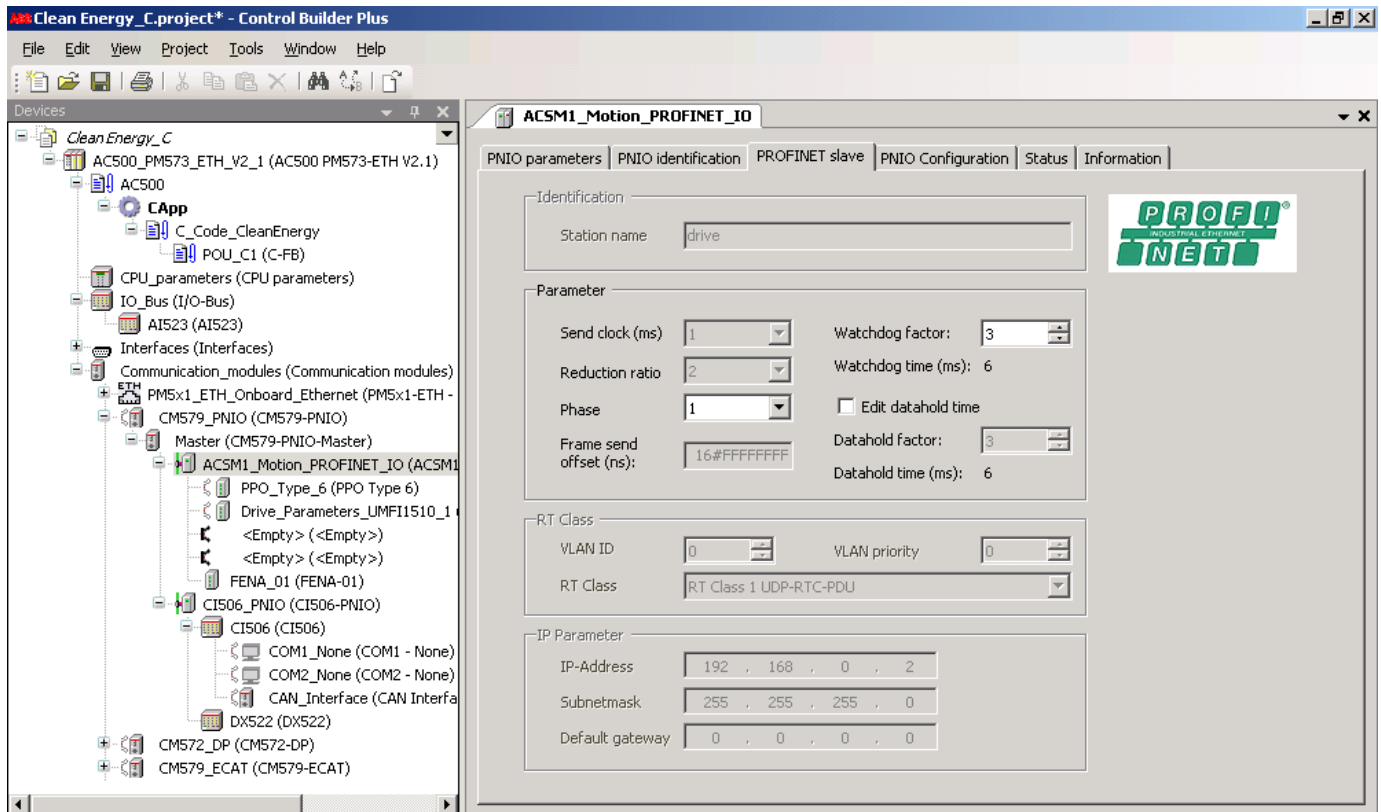 ABB Clean Energy_C.project* - Control Builder Plus
File Edit View Project Tools Window Help
Devices
Clean Energy_C
AC500_PM573_ETH_V2_1 (AC500 PM573-ETH V2.1)
AC500
CApp
C_Code_CleanEnergy
POU_C1 (C-FB)
CPU_parameters (CPU parameters)
IO_Bus (I/O-Bus)
AI523 (AI523)
Interfaces (Interfaces)
Communication_modules (Communication modules)
ETH
PM5x1_ETH_Onboard_Ethernet (PM5x1-ETH -
CM579_PNIO (CM579-PNIO)
Master (CM579-PNIO-Master)
ACSM1_Motion_PROFINET_IO (ACSM1
PPO_Type_6 (PPO Type 6)
Drive_Parameters_UMFI1510_1
<Empty> (<Empty>)
<Empty> (<Empty>)
FENA_01 (FENA-01)
CI506_PNIO (CI506-PNIO)
CI506 (CI506)
COM1_None (COM1 - None)
COM2_None (COM2 - None)
CAN_Interface (CAN Interfa
DX522 (DX522)
CM572_DP (CM572-DP)
CM579_ECAT (CM579-ECAT)
ACSM1_Motion_PROFINET_IO
PNIO parameters PNIO identification PROFINET slave PNIO Configuration Status Information
Identification
Station name drive
PROFI®
INDUSTRIAL ETHERNET
NET
Parameter
Send clock (ms) 1 Watchdog factor: 3
Reduction ratio 2 Watchdog time (ms): 6
Phase 1 Edit datahold time
Frame send
offset (ns): 16#FFFFFFFF Datahold factor: 3
Datahold time (ms): 6
RT Class
VLAN ID 0 VLAN priority 0
RT Class RT Class 1 UDP-RTC-PDU
IP Parameter
IP-Address 192 . 168 . 0 . 2
Subnetmask 255 . 255 . 255 . 0
Default gateway 0 . 0 . 0 . 0